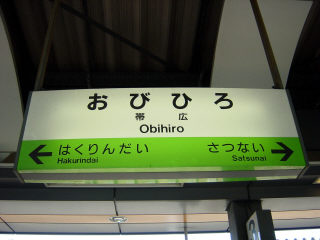 おびひろ
帯広
Obihiro
← はくりんだい さつない →
Hakurindai Satsunai